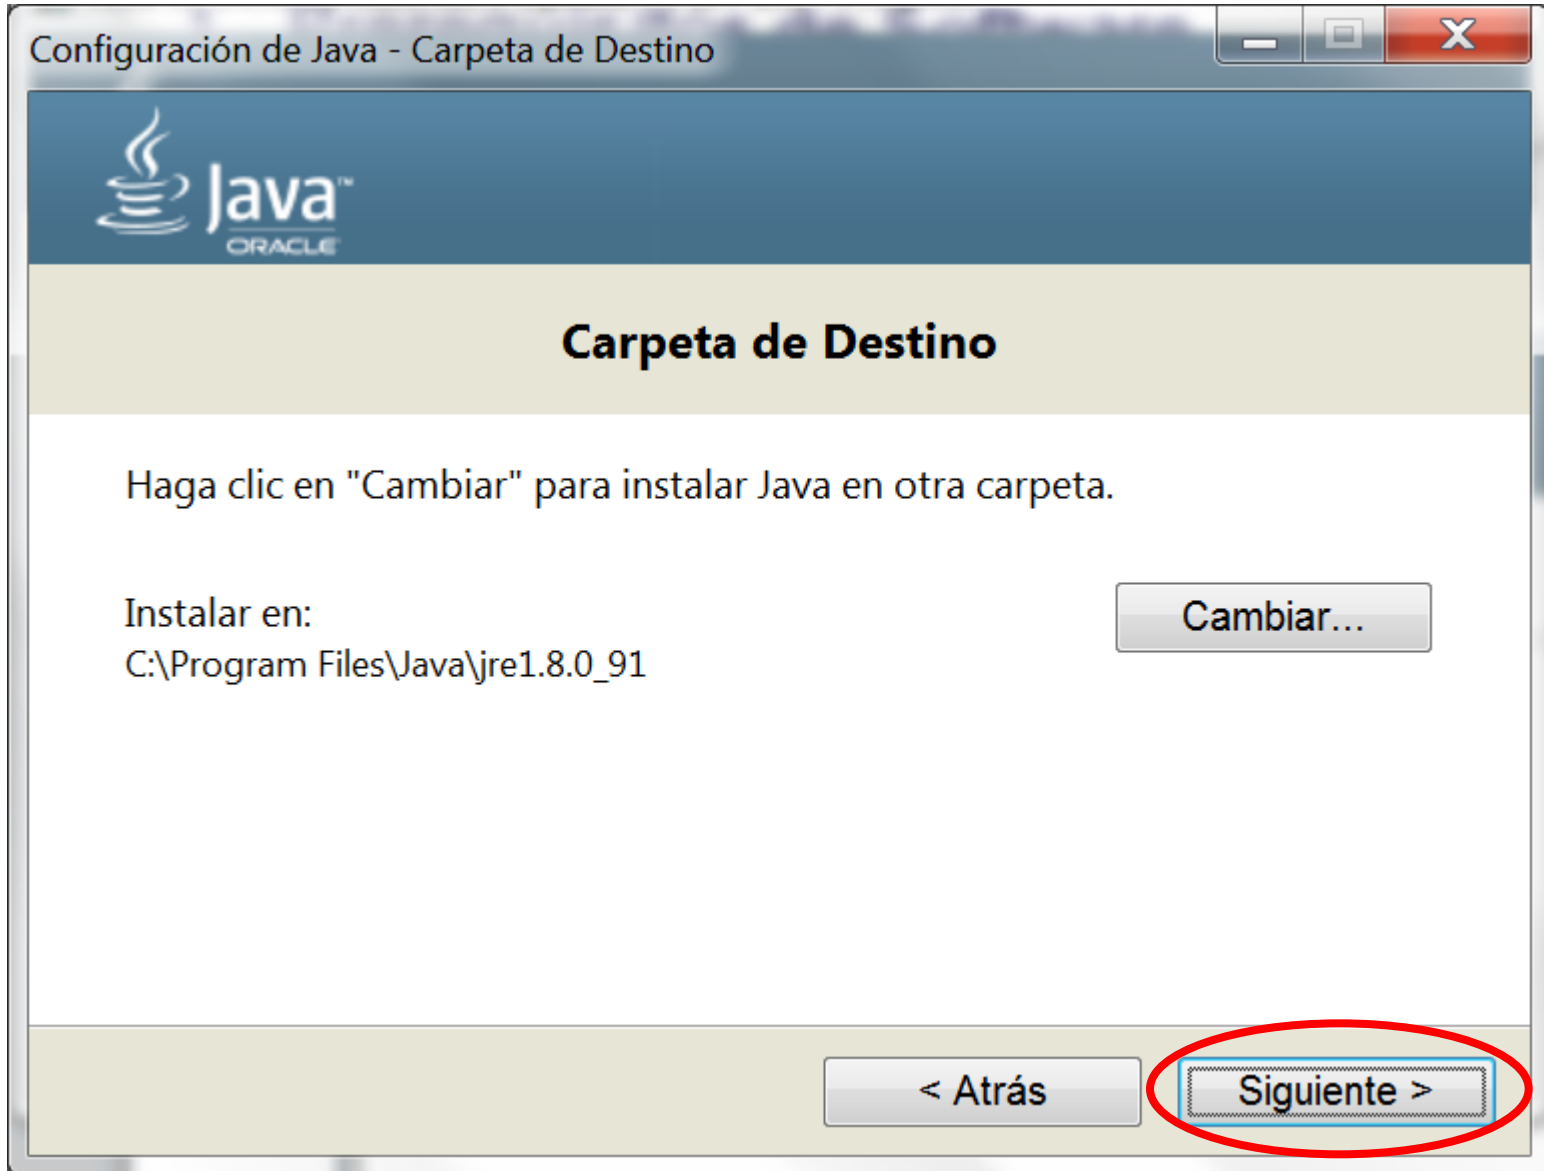 Configuración de Java - Carpeta de Destino
Java™
ORACLE
Carpeta de Destino
Haga clic en "Cambiar" para instalar Java en otra carpeta.
Instalar en:
Cambiar...
C:\Program Files\Java\jre1.8.0_91
< Atrás
Siguiente >